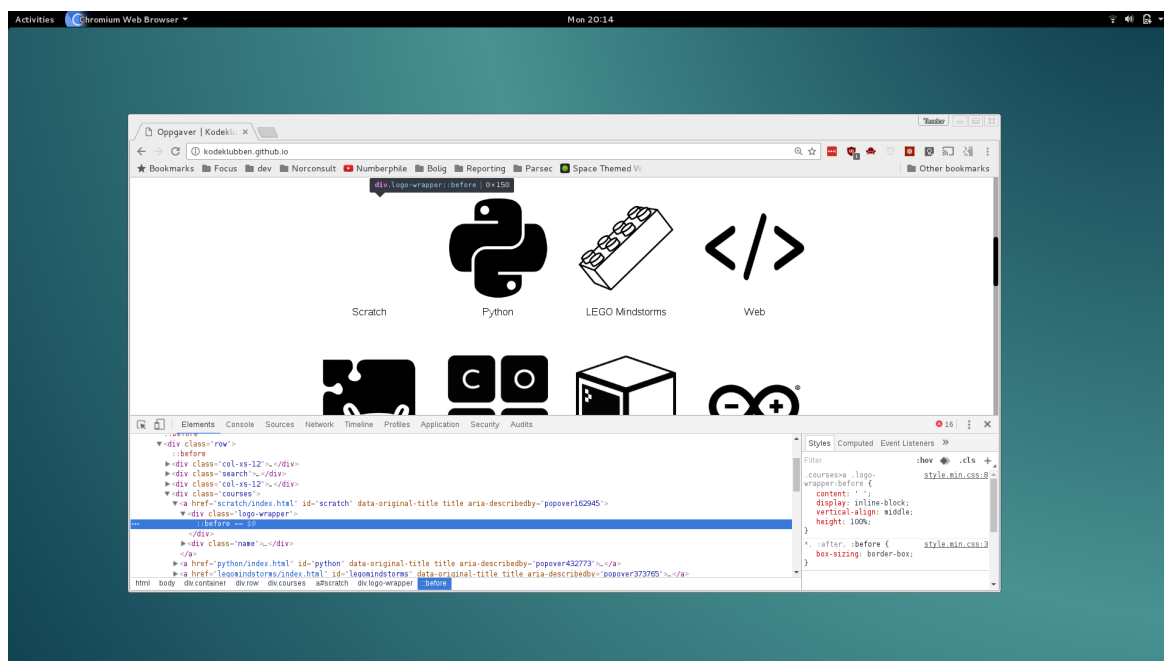 Activities Chromium Web Browser Mon 20:14
Oppgaver | Kodeklu
kodeklubben.github.io
Bookmarks Focus dev Norconsult Numberphile Bolig Reporting Parsec Space Themed W Other bookmarks
div.logo-wrapper::before | 0×150
Scratch Python LEGO Mindstorms Web
C O
Elements Console Sources Network Timeline Profiles Application Security Audits 16
::before
▼<div class="row">
::before
▶<div class="col-xs-12">…</div>
▶<div class="search">…</div>
▶<div class="col-xs-12">…</div>
▼<div class="courses">
▼<a href="scratch/index.html" id="scratch" data-original-title title aria-describedby="popover162945">
▼<div class="logo-wrapper">
::before == $0
</div>
▶<div class="name">…</div>
</a>
▶<a href="python/index.html" id="python" data-original-title title aria-describedby="popover432773">…</a>
▶<a href="legomindstorms/index.html" id="legomindstorms" data-original-title title aria-describedby="popover373765">…</a>
html body div.container div.row div.courses a#scratch div.logo-wrapper ::before
Styles Computed Event Listeners »
Filter :hov .cls +
.courses>a .logo- style.min.css:8
wrapper:before {
content: ' ';
display: inline-block;
vertical-align: middle;
height: 100%;
}
*, :after, :before { style.min.css:3
box-sizing: border-box;
}